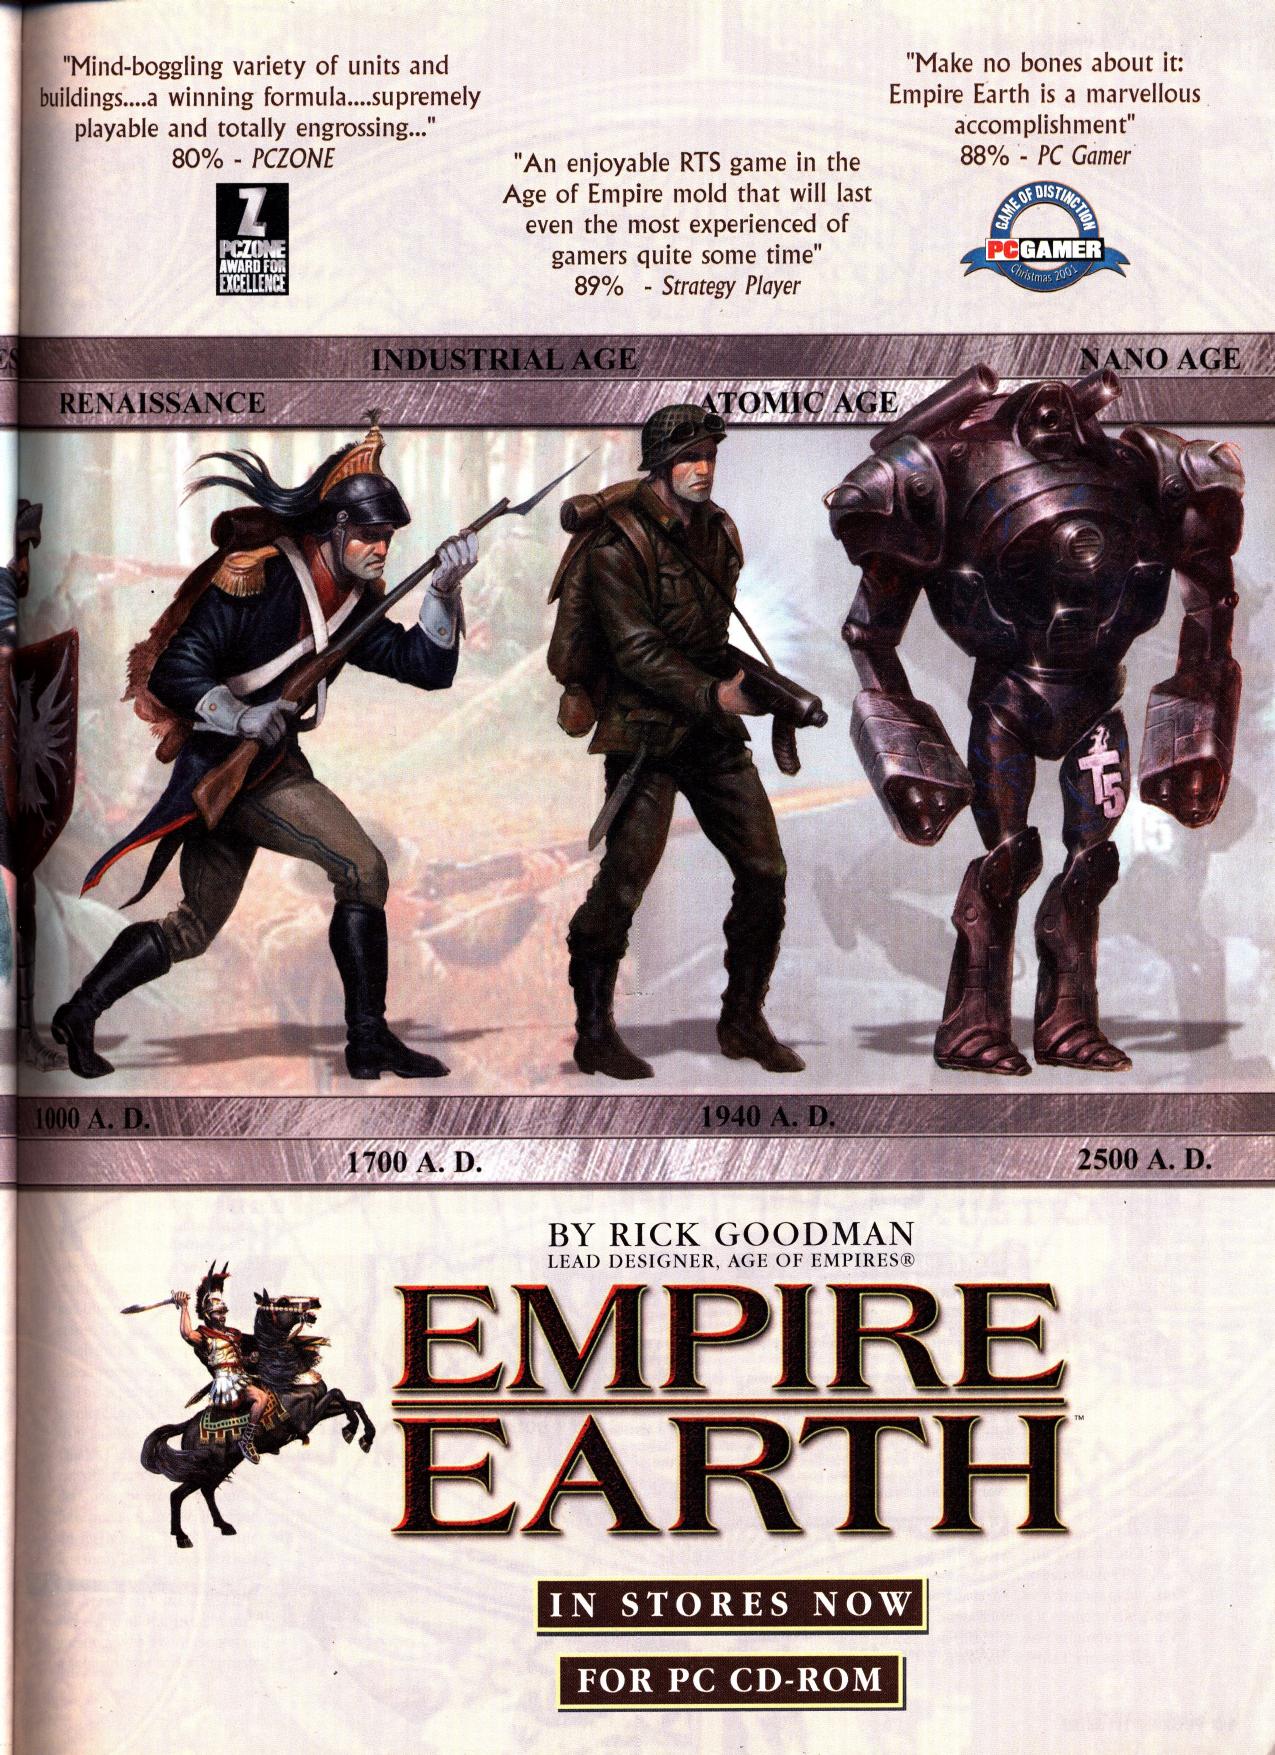 "Mind-boggling variety of units and
buildings....a winning formula....supremely
playable and totally engrossing..."
80% - PCZONE
Z
PCZONE
AWARD FOR
EXCELLENCE
"An enjoyable RTS game in the
Age of Empire mold that will last
even the most experienced of
gamers quite some time"
89% - Strategy Player
"Make no bones about it:
Empire Earth is a marvellous
accomplishment"
88% - PC Gamer
GAME OF DISTINCTION
PCGAMER
Christmas 2001
INDUSTRIAL AGE
NANO AGE
RENAISSANCE
ATOMIC AGE
T5
15
1000 A. D.
1940 A. D.
1700 A. D.
2500 A. D.
BY RICK GOODMAN
LEAD DESIGNER, AGE OF EMPIRES®
EMPIRE
EARTH™
IN STORES NOW
FOR PC CD-ROM